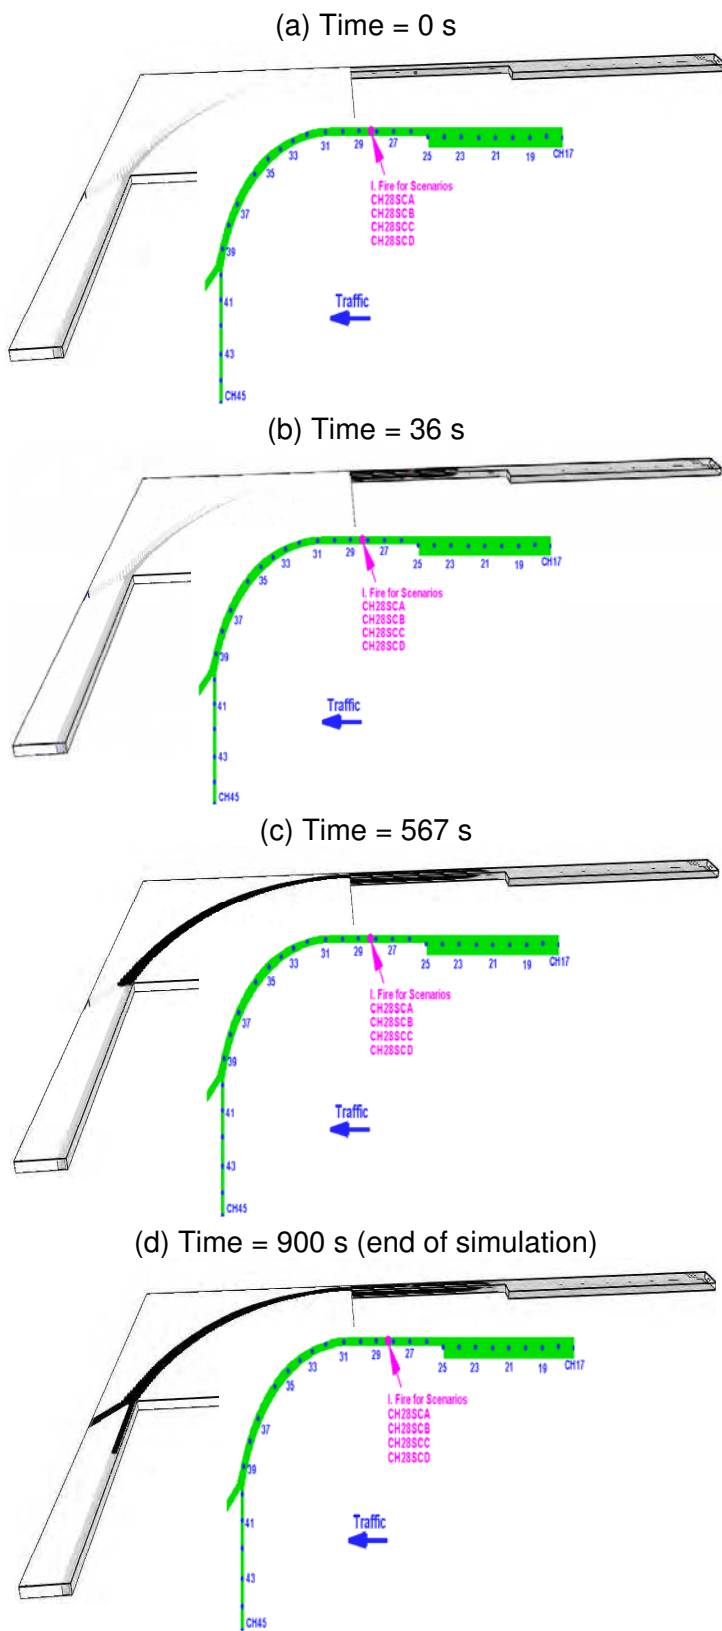 (a) Time = 0 s
31 29 27 25 23 21 19 CH17
33
35
37
39
41
43
CH45
I. Fire for Scenarios
CH28SCA
CH28SCB
CH28SCC
CH28SCD
Traffic
(b) Time = 36 s
31 29 27 25 23 21 19 CH17
33
35
37
39
41
43
CH45
I. Fire for Scenarios
CH28SCA
CH28SCB
CH28SCC
CH28SCD
Traffic
(c) Time = 567 s
31 29 27 25 23 21 19 CH17
33
35
37
39
41
43
CH45
I. Fire for Scenarios
CH28SCA
CH28SCB
CH28SCC
CH28SCD
Traffic
(d) Time = 900 s (end of simulation)
31 29 27 25 23 21 19 CH17
33
35
37
39
41
43
CH45
I. Fire for Scenarios
CH28SCA
CH28SCB
CH28SCC
CH28SCD
Traffic